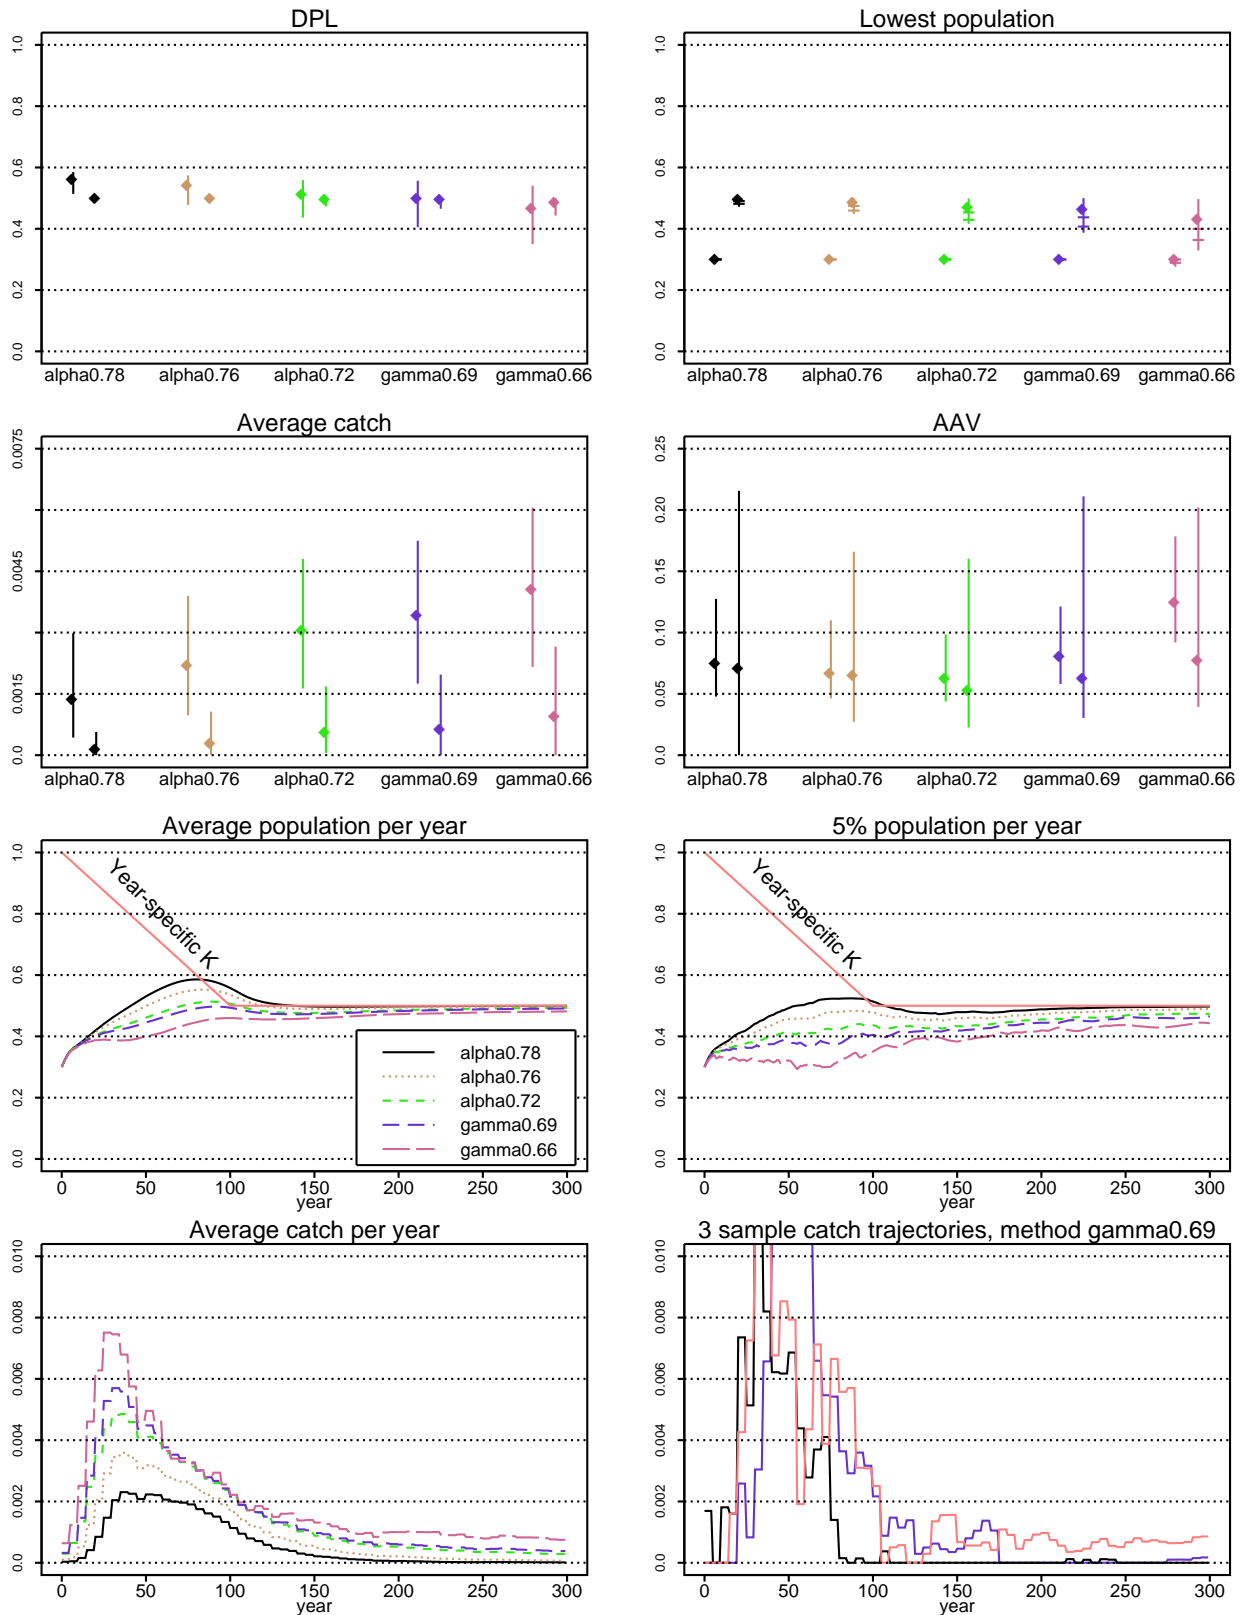 DPL
1.0
0.8
0.6
0.4
0.2
0.0
alpha0.78 alpha0.76 alpha0.72 gamma0.69 gamma0.66
Lowest population
1.0
0.8
0.6
0.4
0.2
0.0
alpha0.78 alpha0.76 alpha0.72 gamma0.69 gamma0.66
Average catch
0.0075
0.0045
0.0015
0.0
alpha0.78 alpha0.76 alpha0.72 gamma0.69 gamma0.66
AAV
0.25
0.20
0.15
0.10
0.05
0.0
alpha0.78 alpha0.76 alpha0.72 gamma0.69 gamma0.66
Average population per year
1.0
0.8
0.6
0.4
0.2
0.0
Year-specific K
alpha0.78
alpha0.76
alpha0.72
gamma0.69
gamma0.66
0 50 100 150 200 250 300
year
5% population per year
1.0
0.8
0.6
0.4
0.2
0.0
Year-specific K
0 50 100 150 200 250 300
year
Average catch per year
0.010
0.008
0.006
0.004
0.002
0.0
0 50 100 150 200 250 300
year
3 sample catch trajectories, method gamma0.69
0.010
0.008
0.006
0.004
0.002
0.0
0 50 100 150 200 250 300
year